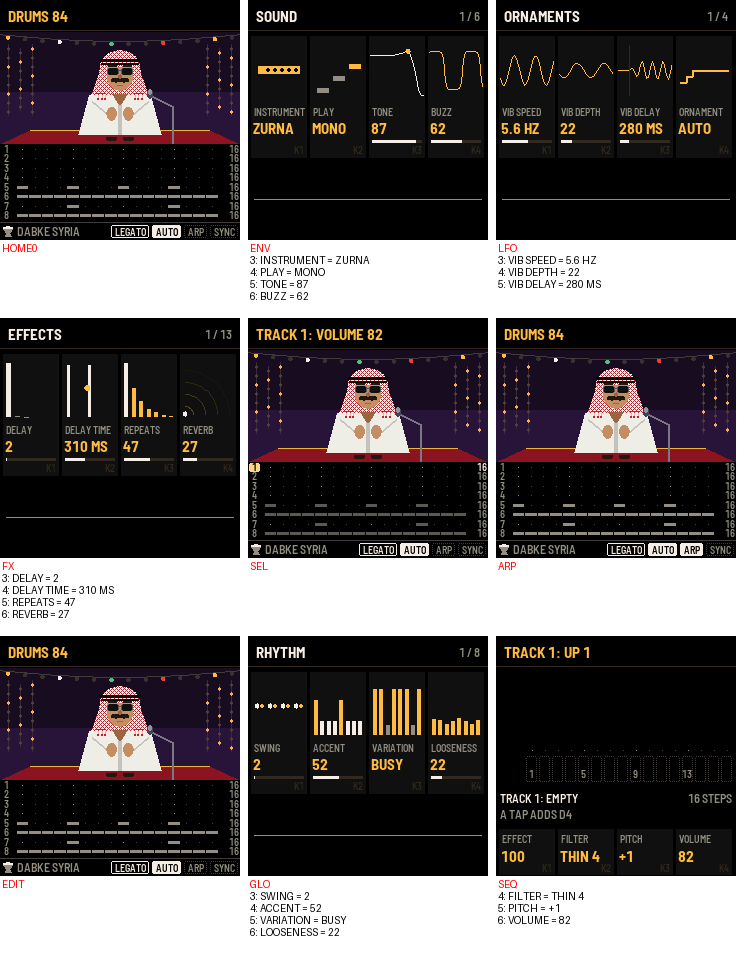 DRUMS 84
1 16
2 16
3 16
4 16
5 16
6 16
7 16
8 16
DABKE SYRIA LEGATO AUTO ARP SYNC
HOME0
SOUND 1 / 6
INSTRUMENT PLAY TONE BUZZ
ZURNA MONO 87 62
K1 K2 K3 K4
ENV
3: INSTRUMENT = ZURNA
4: PLAY = MONO
5: TONE = 87
6: BUZZ = 62
ORNAMENTS 1 / 4
VIB SPEED VIB DEPTH VIB DELAY ORNAMENT
5.6 HZ 22 280 MS AUTO
K1 K2 K3 K4
LFO
3: VIB SPEED = 5.6 HZ
4: VIB DEPTH = 22
5: VIB DELAY = 280 MS
EFFECTS 1 / 13
DELAY DELAY TIME REPEATS REVERB
2 310 MS 47 27
K1 K2 K3 K4
FX
3: DELAY = 2
4: DELAY TIME = 310 MS
5: REPEATS = 47
6: REVERB = 27
TRACK 1: VOLUME 82
1 16
2 16
3 16
4 16
5 16
6 16
7 16
8 16
DABKE SYRIA LEGATO AUTO ARP SYNC
SEL
DRUMS 84
1 16
2 16
3 16
4 16
5 16
6 16
7 16
8 16
DABKE SYRIA LEGATO AUTO ARP SYNC
ARP
DRUMS 84
1 16
2 16
3 16
4 16
5 16
6 16
7 16
8 16
DABKE SYRIA LEGATO AUTO ARP SYNC
EDIT
RHYTHM 1 / 8
SWING ACCENT VARIATION LOOSENESS
2 52 BUSY 22
K1 K2 K3 K4
GLO
3: SWING = 2
4: ACCENT = 52
5: VARIATION = BUSY
6: LOOSENESS = 22
TRACK 1: UP 1
1 5 9 13
TRACK 1: EMPTY 16 STEPS
A TAP ADDS D4
EFFECT FILTER PITCH VOLUME
100 THIN 4 +1 82
K1 K2 K3 K4
SEQ
4: FILTER = THIN 4
5: PITCH = +1
6: VOLUME = 82